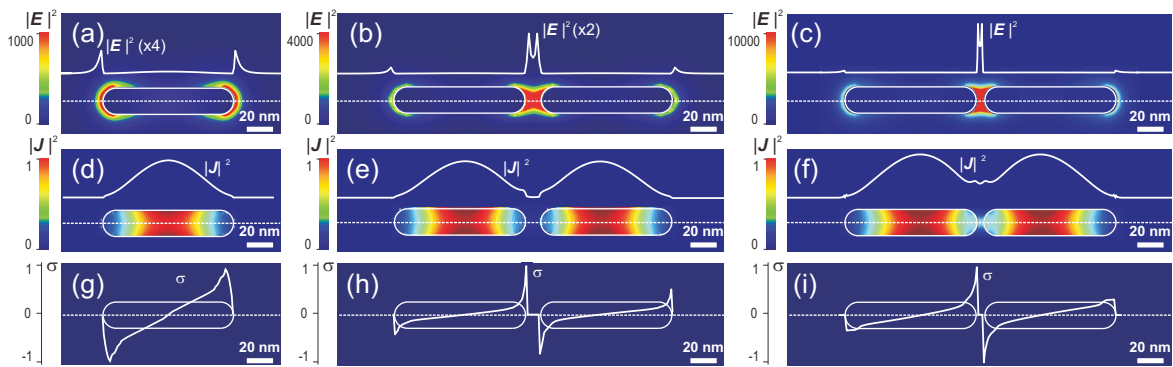 |E|²
1000
0
(a)
|E|² (x4)
20 nm
|E|²
4000
0
(b)
|E|² (x2)
20 nm
|E|²
10000
0
(c)
|E|²
20 nm
|J|²
1
0
(d)
|J|²
20 nm
|J|²
1
0
(e)
|J|²
20 nm
|J|²
1
0
(f)
|J|²
20 nm
σ
1
0
-1
(g)
σ
20 nm
σ
1
0
-1
(h)
σ
20 nm
σ
1
0
-1
(i)
σ
20 nm